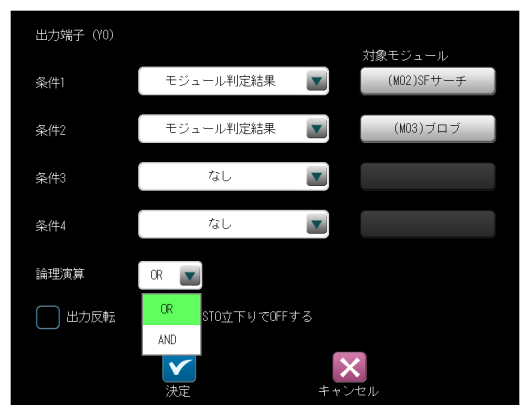 出力端子 (Y0)
対象モジュール
条件1 モジュール判定結果 (M02)SFサーチ
条件2 モジュール判定結果 (M03)ブロブ
条件3 なし
条件4 なし
論理演算 OR
出力反転 OR STO立下りでOFFする
AND
決定 キャンセル